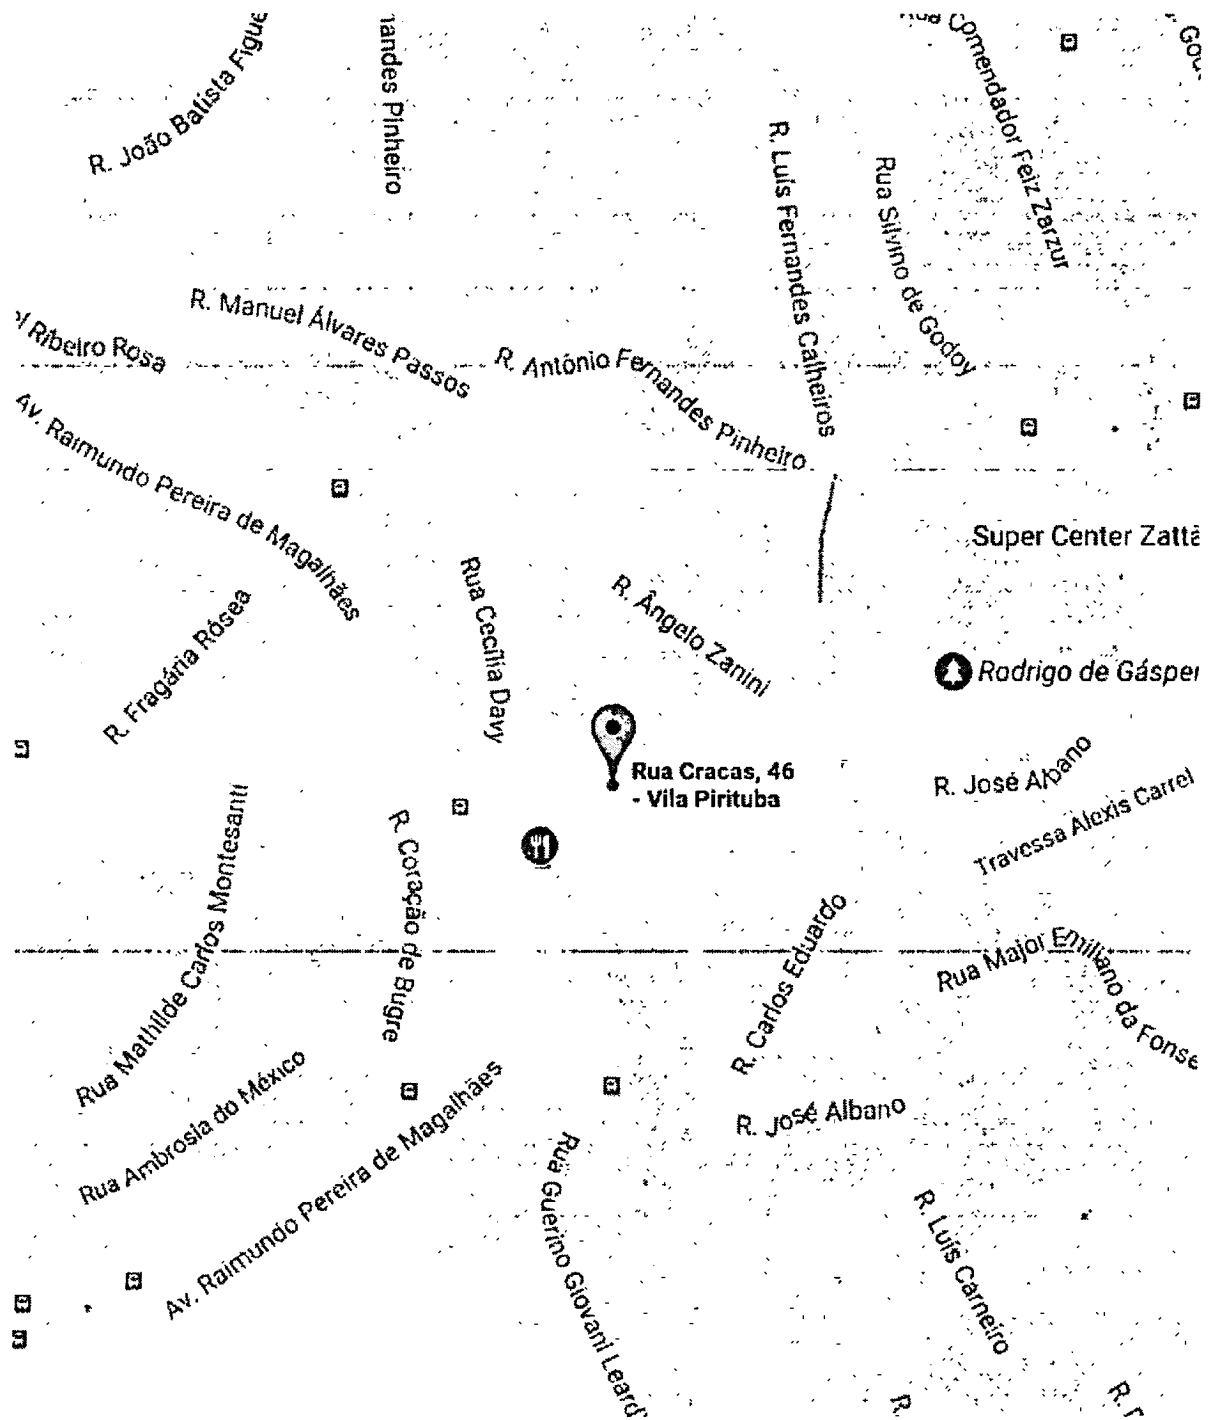 Rua Comendador Feiz Zarzur
R. João Batista Figue
andes Pinheiro
R. Luís Fernandes Calheiros
Rua Silvino de Godoy
R. Manuel Álvares Passos
Ribeiro Rosa
R. Antônio Fernandes Pinheiro
Av. Raimundo Pereira de Magalhães
Super Center Zattã
Rua Cecília Davy
R. Ângelo Zanini
R. Fragária Rósea
Rodrigo de Gásper
Rua Cracas, 46
- Vila Pirituba
R. José Albano
Travessa Alexis Carrel
Rua Mathilde Carlos Montesanti
R. Coração de Bugre
R. Carlos Eduardo
Rua Major Emiliano da Fonse
Rua Ambrosia do México
Av. Raimundo Pereira de Magalhães
R. José Albano
Rua Guerino Giovani Leard
R. Luís Carneiro
R.
R.